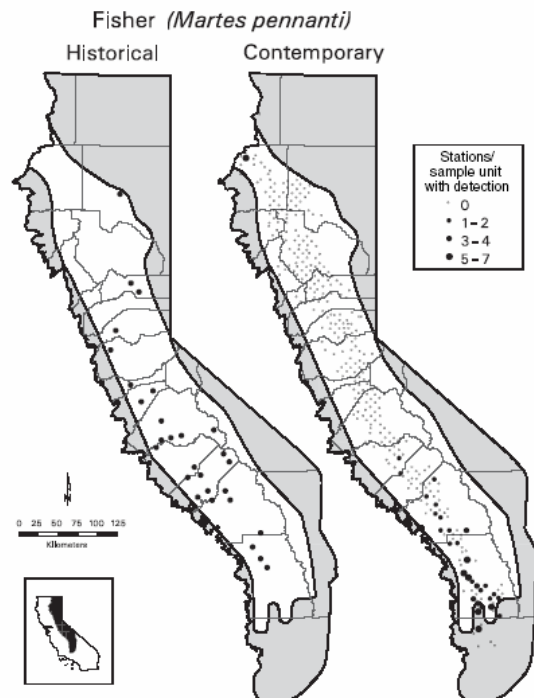 Fisher (Martes pennanti)
Historical
Contemporary
Stations/
sample unit
with detection
0
1–2
3–4
5–7
N
0 25 50 75 100 125
Kilometers